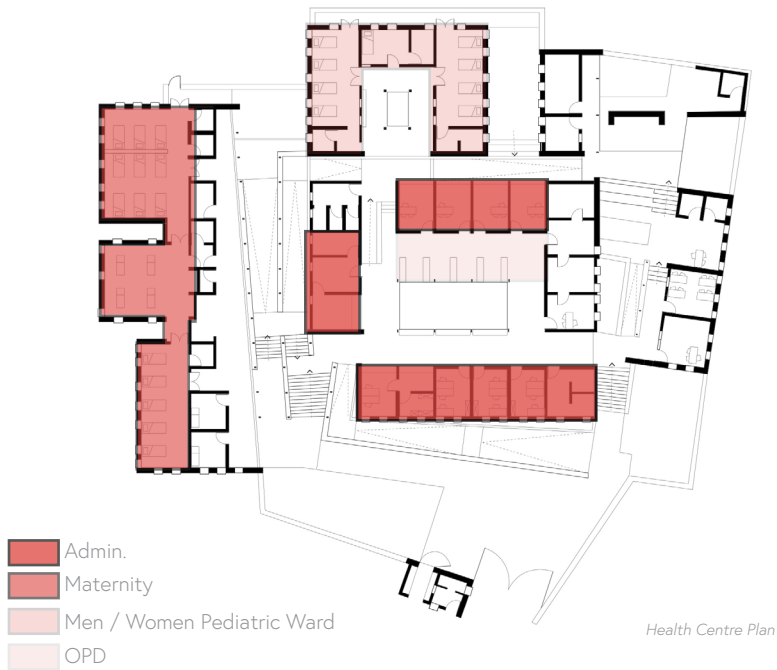 Admin.
Maternity
Men / Women Pediatric Ward
OPD
Health Centre Plan